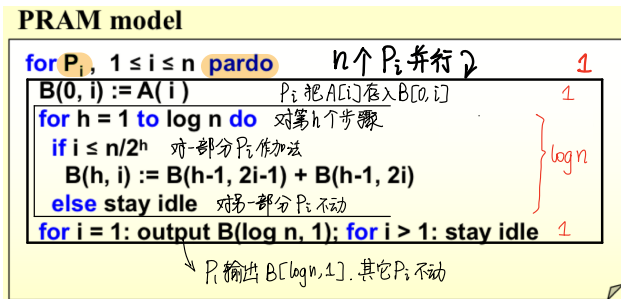 PRAM model
for Pi, 1 ≤ i ≤ n pardo n个Pi并行 1
B(0, i) := A( i ) Pi把A[i]存入B[0,i] 1
for h = 1 to log n do 对第h个步骤
if i ≤ n/2ʰ 对一部分Pi作加法 logn
B(h, i) := B(h-1, 2i-1) + B(h-1, 2i)
else stay idle 对另一部分Pi不动
for i = 1: output B(log n, 1); for i > 1: stay idle 1
P1输出B[logn,1].其它Pi不动